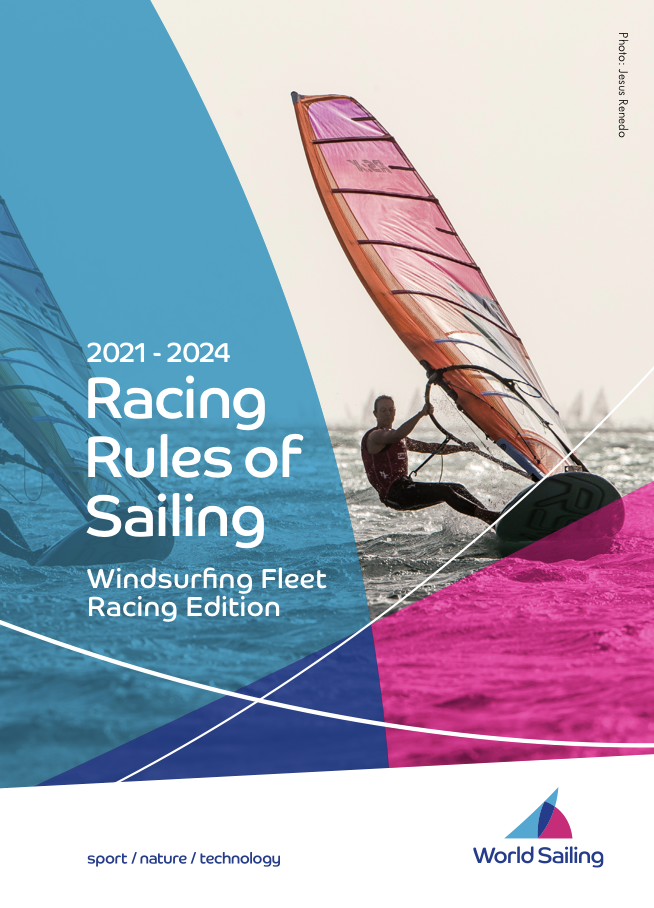 Photo: Jesus Renedo
2021 - 2024
Racing
Rules of
Sailing
Windsurfing Fleet
Racing Edition
sport / nature / technology
World Sailing